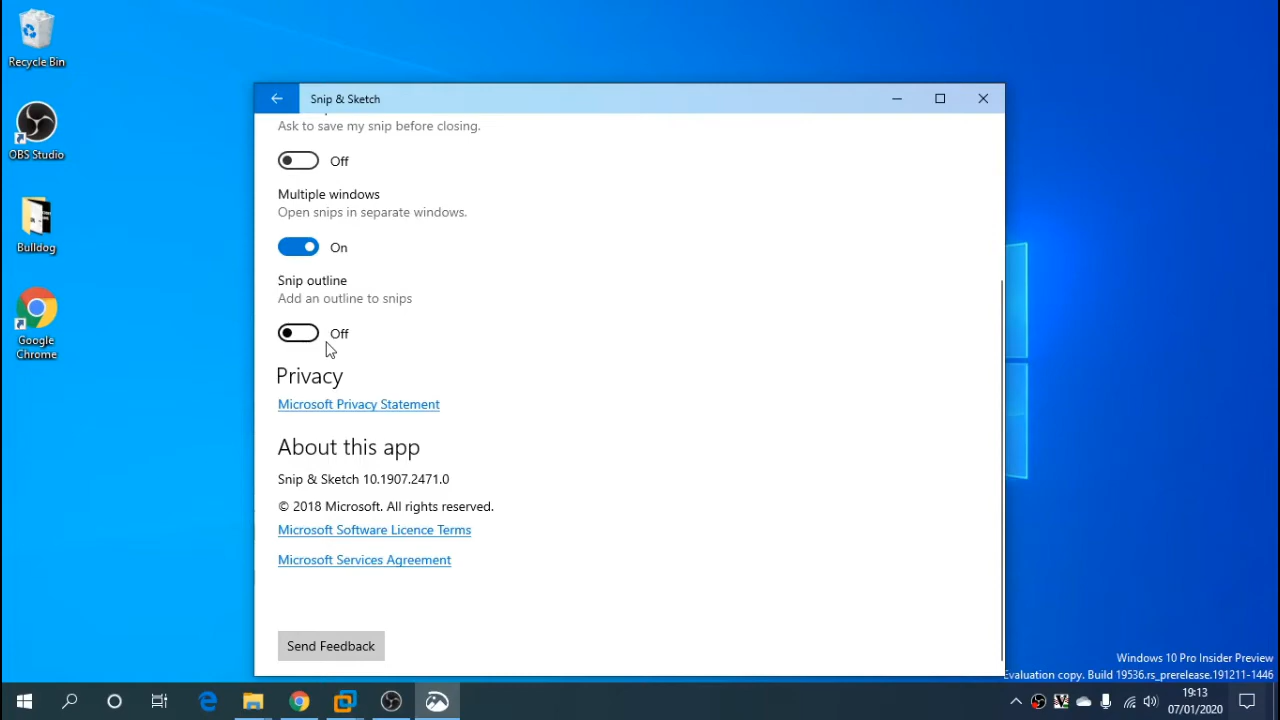 Recycle Bin
OBS Studio
Bulldog
Google
Chrome
Snip & Sketch
Ask to save my snip before closing.
Off
Multiple windows
Open snips in separate windows.
On
Snip outline
Add an outline to snips
Off
Privacy
Microsoft Privacy Statement
About this app
Snip & Sketch 10.1907.2471.0
© 2018 Microsoft. All rights reserved.
Microsoft Software Licence Terms
Microsoft Services Agreement
Send Feedback
Windows 10 Pro Insider Preview
Evaluation copy. Build 19536.rs_prerelease.191211-1446
19:13
07/01/2020